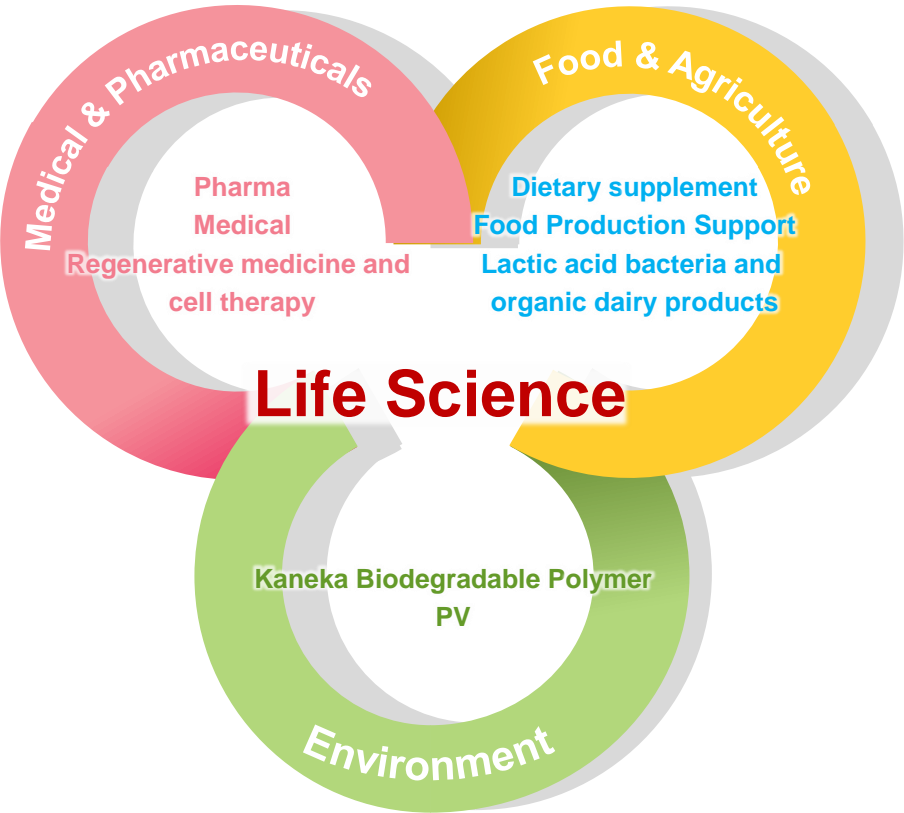 Medical & Pharmaceuticals
Pharma
Medical
Regenerative medicine and
cell therapy
Food & Agriculture
Dietary supplement
Food Production Support
Lactic acid bacteria and
organic dairy products
Life Science
Kaneka Biodegradable Polymer
PV
Environment